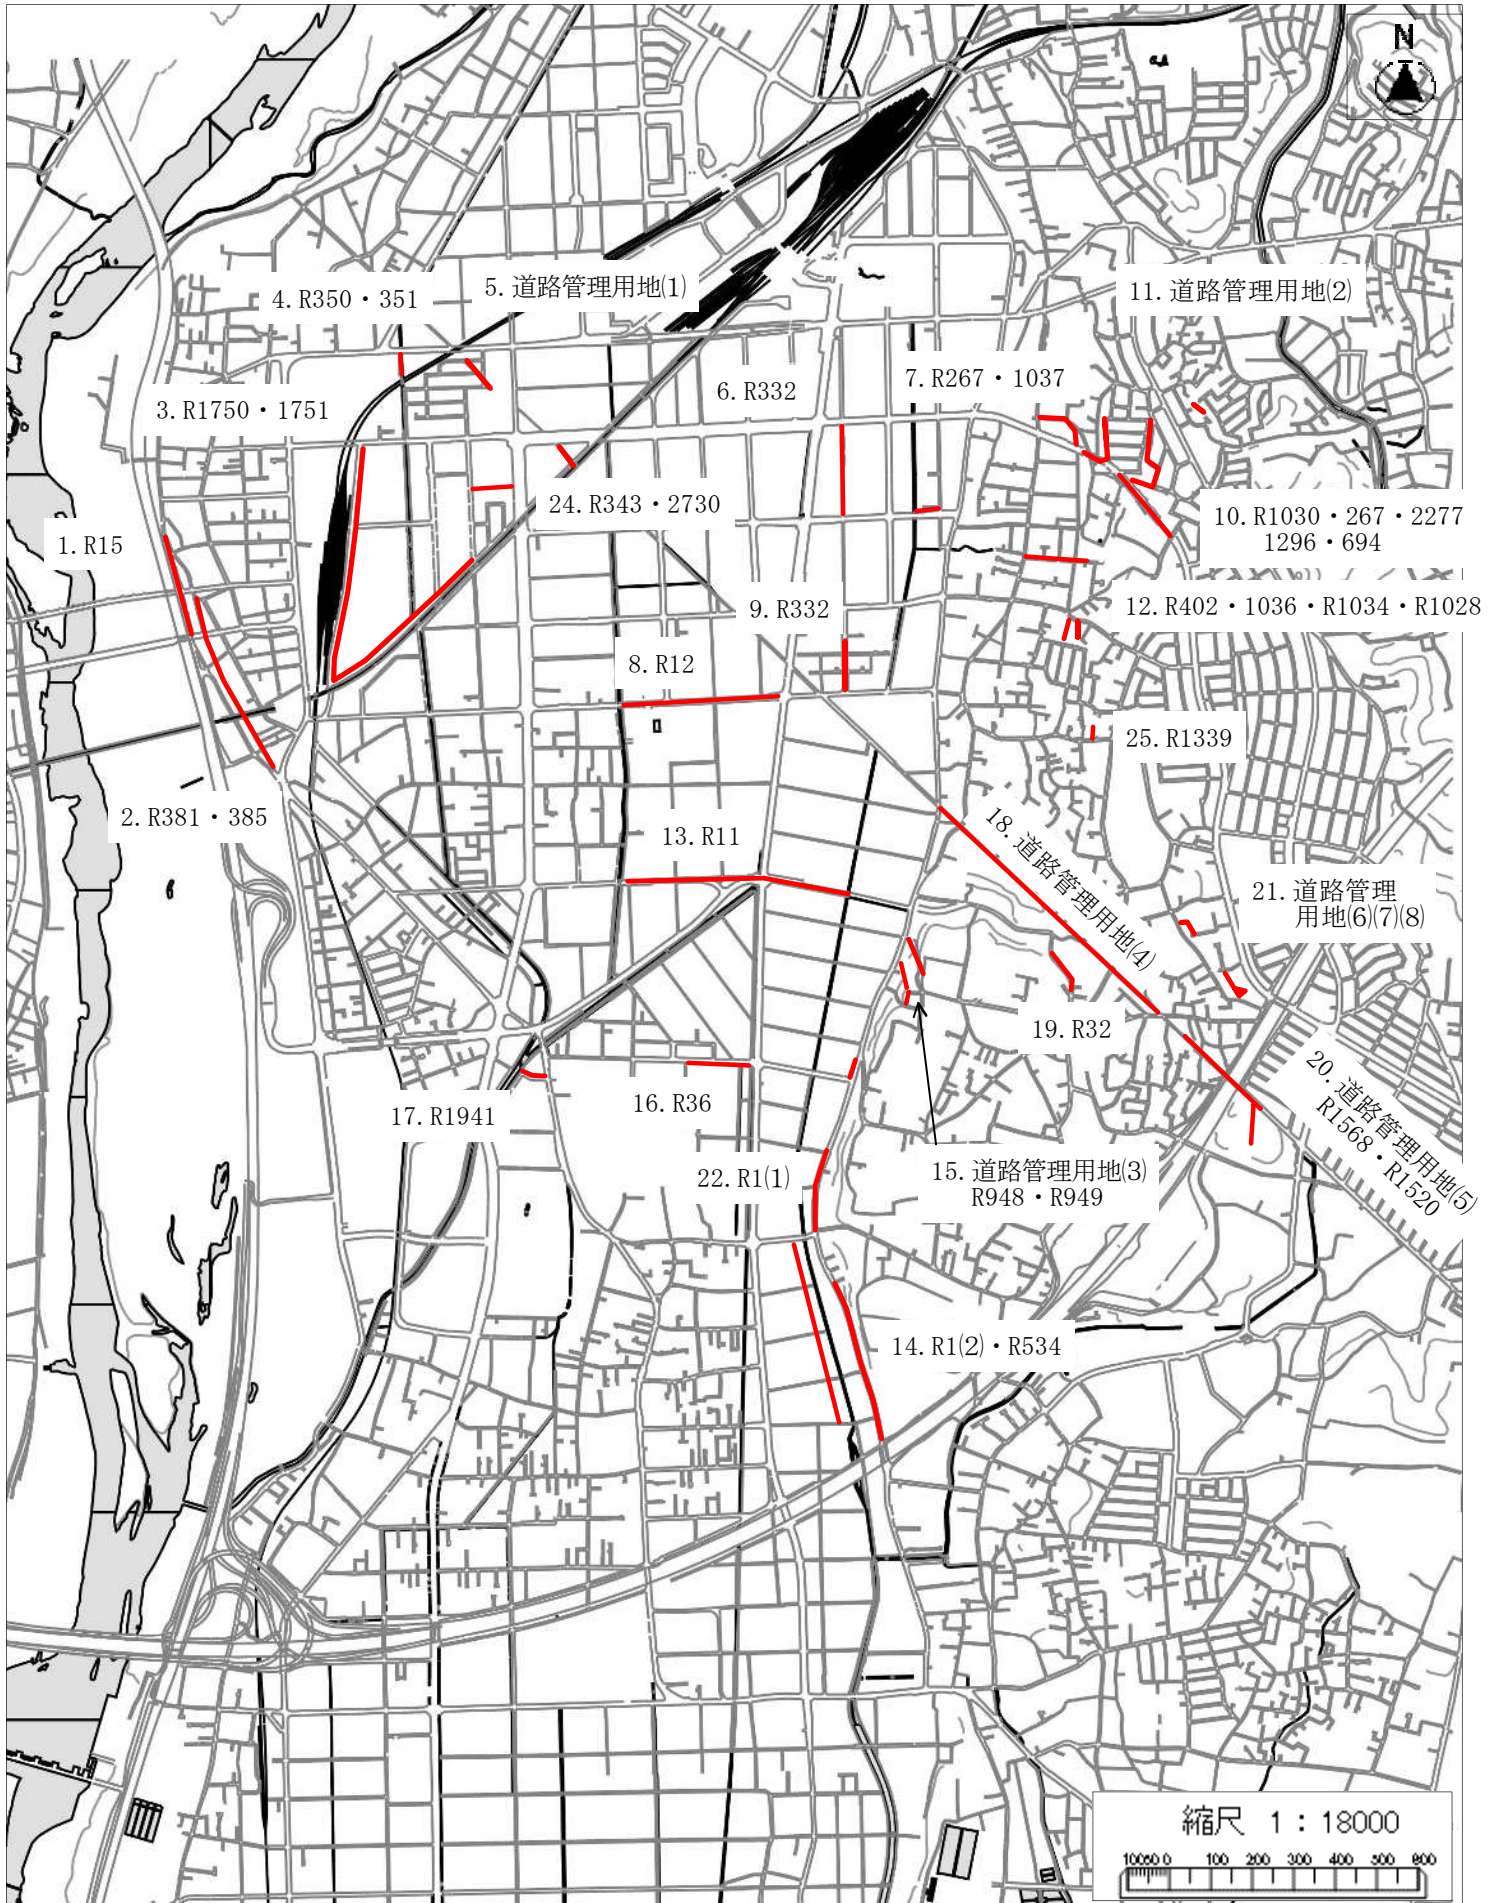 N
5. 道路管理用地(1)
4. R350・351
11. 道路管理用地(2)
7. R267・1037
6. R332
3. R1750・1751
24. R343・2730
10. R1030・267・2277
1296・694
1. R15
9. R332
12. R402・1036・R1034・R1028
8. R12
25. R1339
2. R381・385
13. R11
18. 道路管理用地(4)
21. 道路管理
用地(6)(7)(8)
19. R32
20. 道路管理用地(5)
R1568・R1520
16. R36
17. R1941
22. R1(1)
15. 道路管理用地(3)
R948・R949
14. R1(2)・R534
縮尺 1：18000
100 50 0 100 200 300 400 500 600